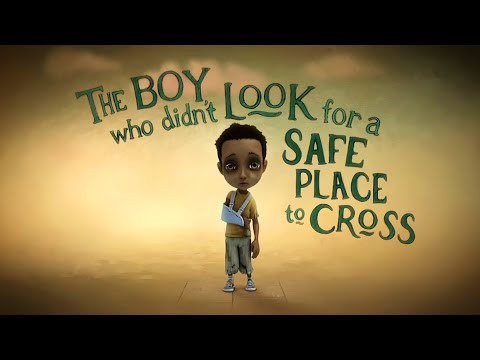 THE BOY
who didn't LOOK for a
SAFE
PLACE
to CROSS